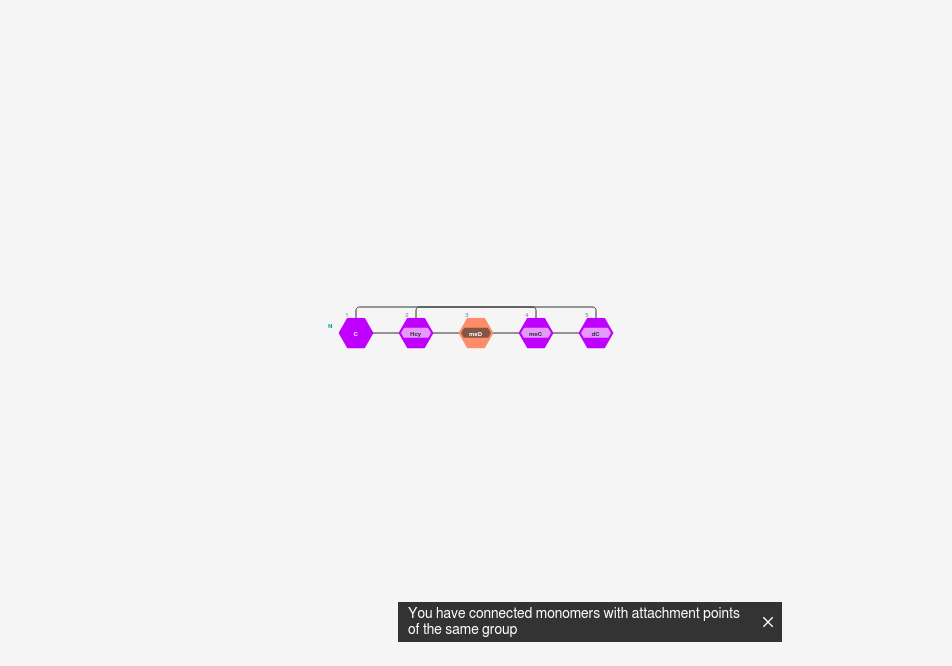 1 2 3 4 5
N C Hcy meD meC dC
You have connected monomers with attachment points
of the same group